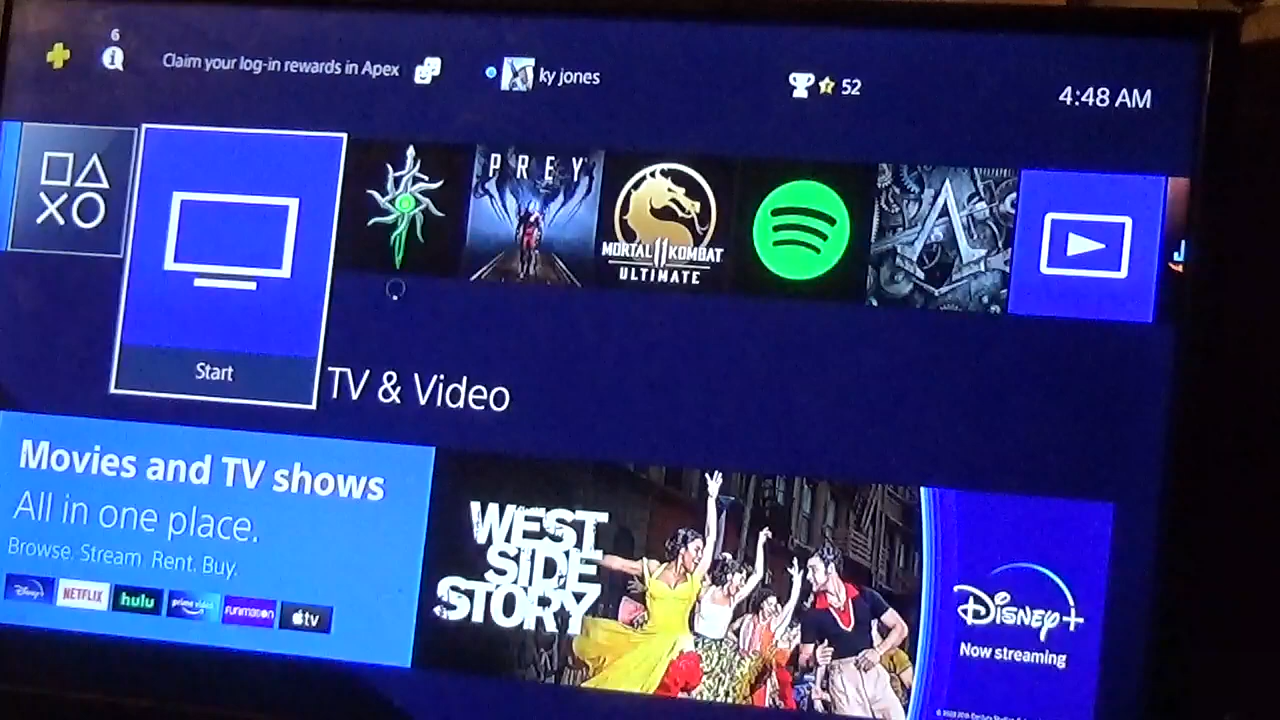 6
Claim your log-in rewards in Apex
ky jones
52
4:48 AM
PREY
MORTAL KOMBAT
11
ULTIMATE
Start
TV & Video
Movies and TV shows
All in one place.
Browse. Stream. Rent. Buy.
Disney+
NETFLIX
hulu
prime video
FUNIMATION
tv
WEST
SIDE
STORY
Disney+
Now streaming